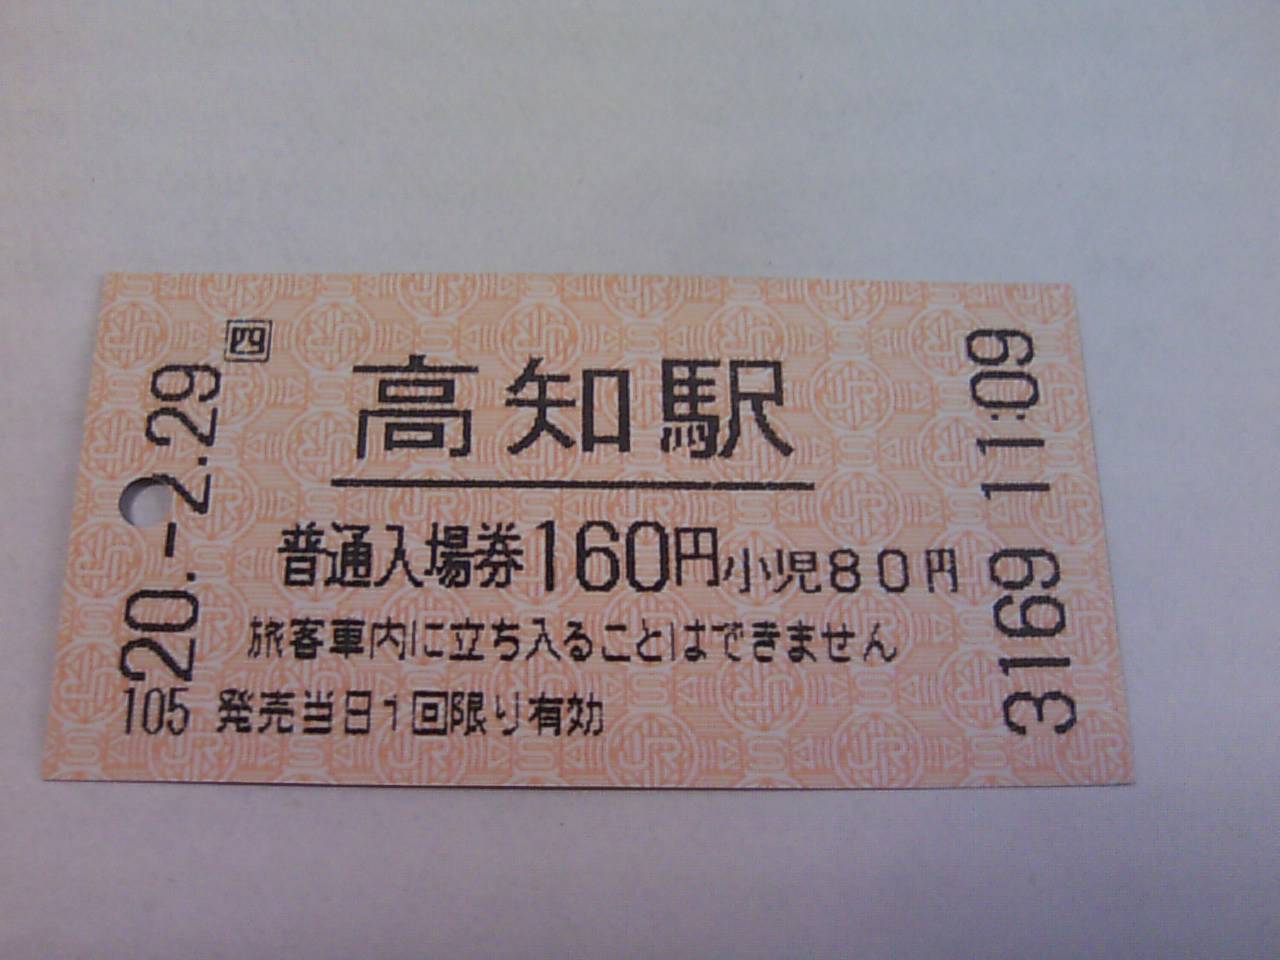 四
高知駅
普通入場券160円小児80円
旅客車内に立ち入ることはできません
105 発売当日1回限り有効
20.-2.29
3169 11:09